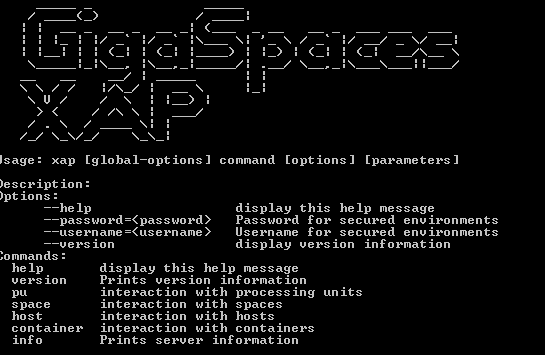 GigaSpaces
XAP
Usage: xap [global-options] command [options] [parameters]
Description:
Options:
--help display this help message
--password=<password> Password for secured environments
--username=<username> Username for secured environments
--version display version information
Commands:
help display this help message
version Prints version information
pu interaction with processing units
space interaction with spaces
host interaction with hosts
container interaction with containers
info Prints server information